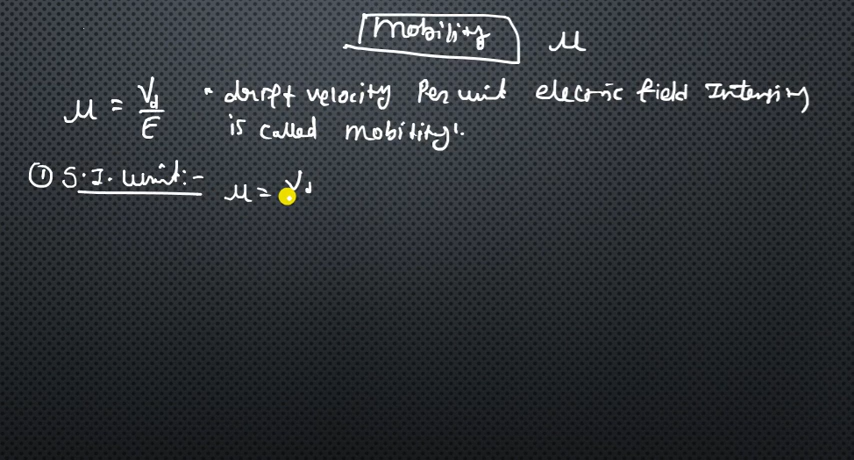 Mobility μ
μ = Vd/E "drift velocity Per unit electric field Intensity
is called mobility".
① S.I. Unit:- μ = Vd